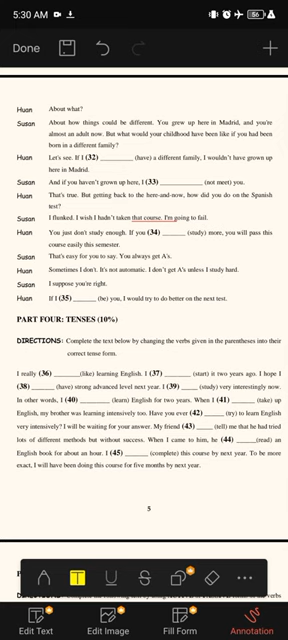 5:30 AM
56
Done
Huan About what?
Susan About how things could be different. You grew up here in Madrid, and you're
almost an adult now. But what would your childhood have been like if you had been
born in a different family?
Huan Let's see. If I (32) __________ (have) a different family, I wouldn't have grown up
here in Madrid.
Susan And if you haven't grown up here, I (33) ____________ (not meet) you.
Huan That's true. But getting back to the here-and-now, how did you do on the Spanish
test?
Susan I flunked. I wish I hadn't taken that course. I'm going to fail.
Huan You just don't study enough. If you (34) _______ (study) more, you will pass this
course easily this semester.
Susan That's easy for you to say. You always get A's.
Huan Sometimes I don't. It's not automatic. I don't get A's unless I study hard.
Susan I suppose you're right.
Huan If I (35) _______ (be) you, I would try to do better on the next test.
PART FOUR: TENSES (10%)
DIRECTIONS: Complete the text below by changing the verbs given in the parentheses into their
correct tense form.
I really (36) ________(like) learning English. I (37) ______ (start) it two years ago. I hope I
(38) ______ (have) strong advanced level next year. I (39) ____ (study) very interestingly now.
In other words, I (40) ________ (learn) English for two years. When I (41) ______ (take) up
English, my brother was learning intensively too. Have you ever (42) _____ (try) to learn English
very intensively? I will be waiting for your answer. My friend (43) ____ (tell) me that he had tried
lots of different methods but without success. When I came to him, he (44) _____(read) an
English book for about an hour. I (45) ______ (complete) this course by next year. To be more
exact, I will have been doing this course for five months by next year.
5
Edit Text
Edit Image
Fill Form
Annotation